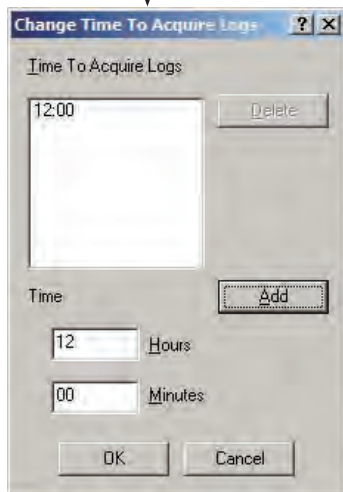 Change Time To Acquire Logs ? ×
Time To Acquire Logs
12:00
Delete
Time
Add
12 Hours
00 Minutes
OK Cancel